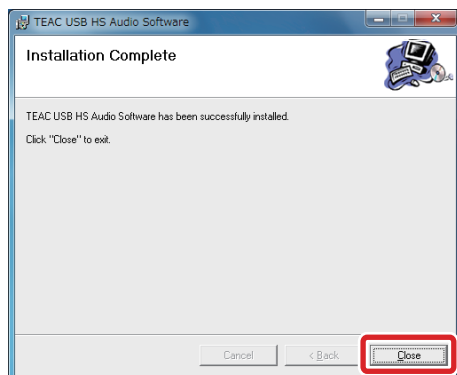 TEAC USB HS Audio Software
Installation Complete
TEAC USB HS Audio Software has been successfully installed.
Click "Close" to exit.
Cancel
< Back
Close